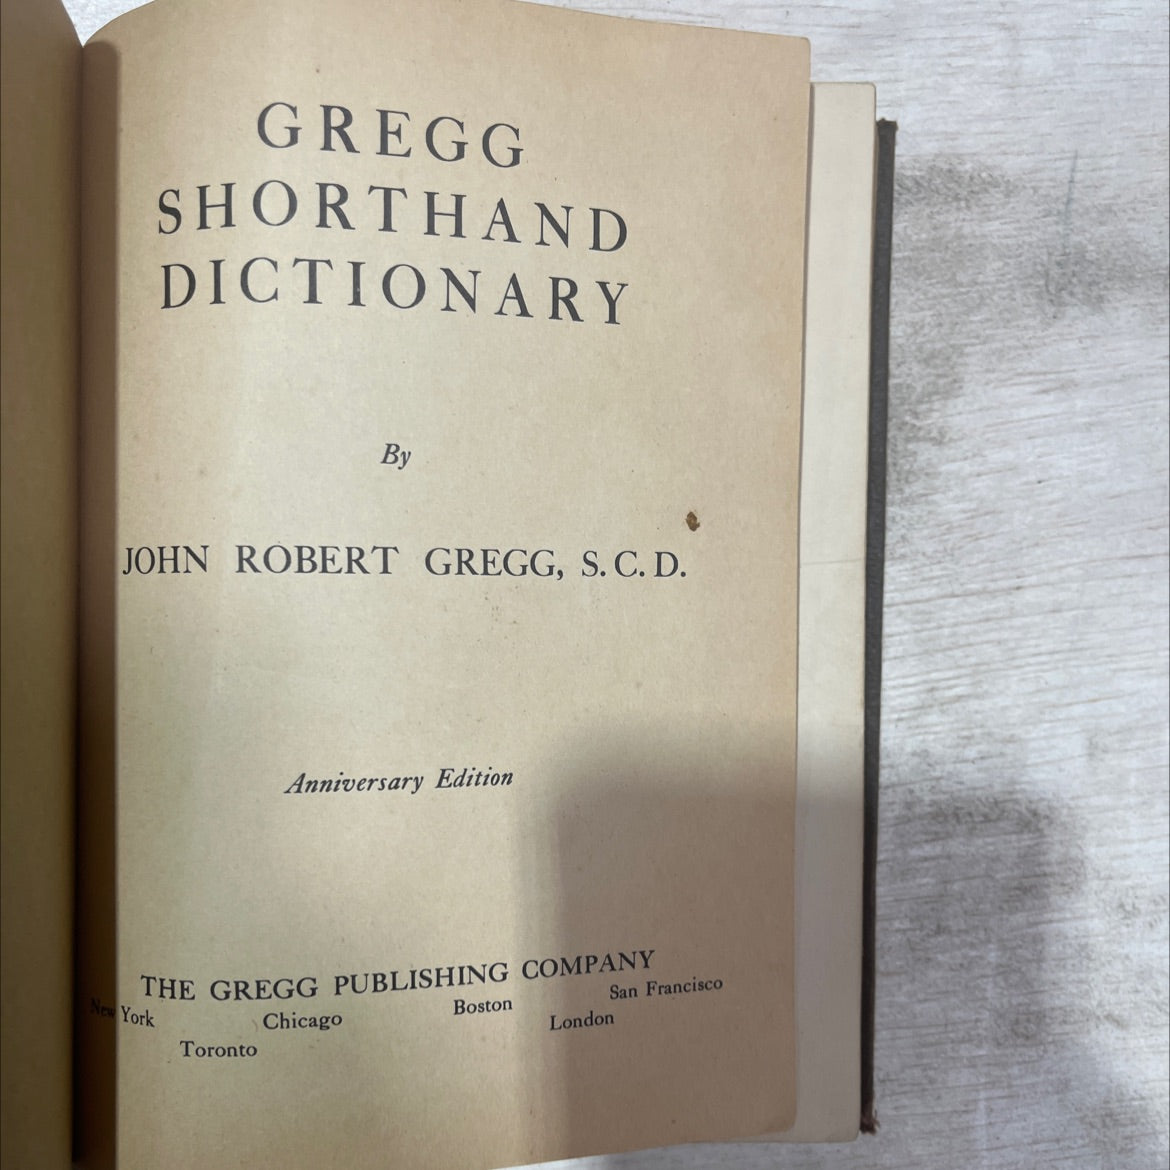 GREGG
SHORTHAND
DICTIONARY
By
JOHN ROBERT GREGG, S.C.D.
Anniversary Edition
THE GREGG PUBLISHING COMPANY
New York Chicago Boston San Francisco
Toronto London